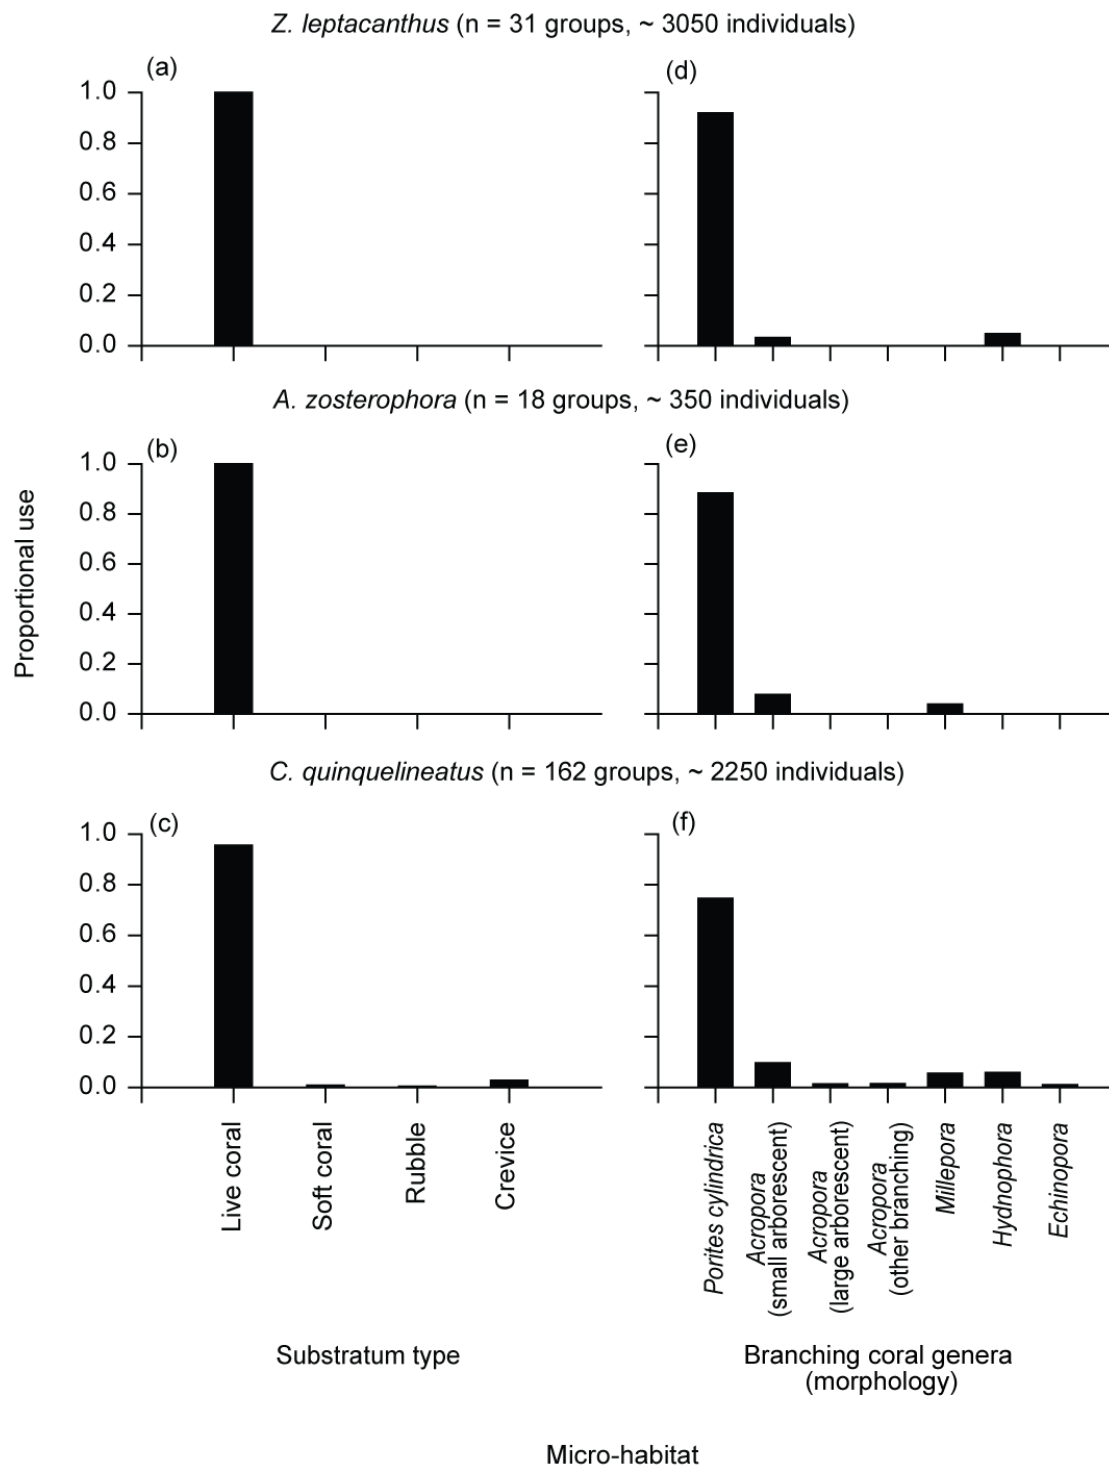 Z. leptacanthus (n = 31 groups, ~ 3050 individuals)
(a)
(d)
1.0
0.8
0.6
0.4
0.2
0.0
A. zosterophora (n = 18 groups, ~ 350 individuals)
(b)
(e)
1.0
0.8
0.6
0.4
0.2
0.0
Proportional use
C. quinquelineatus (n = 162 groups, ~ 2250 individuals)
(c)
(f)
1.0
0.8
0.6
0.4
0.2
0.0
Live coral
Soft coral
Rubble
Crevice
Porites cylindrica
Acropora
(small arborescent)
Acropora
(large arborescent)
Acropora
(other branching)
Millepora
Hydnophora
Echinopora
Substratum type
Branching coral genera
(morphology)
Micro-habitat